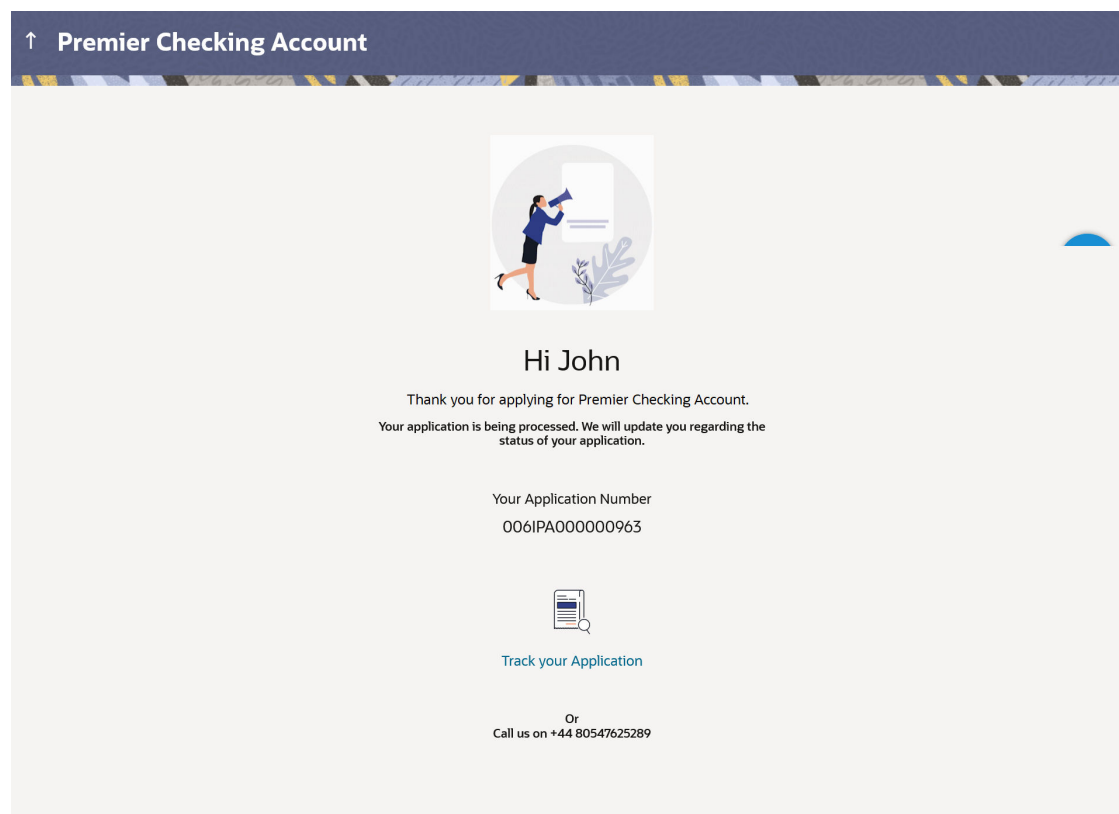 Premier Checking Account
Hi John
Thank you for applying for Premier Checking Account.
Your application is being processed. We will update you regarding the
status of your application.
Your Application Number
006IPA000000963
Track your Application
Or
Call us on +44 80547625289